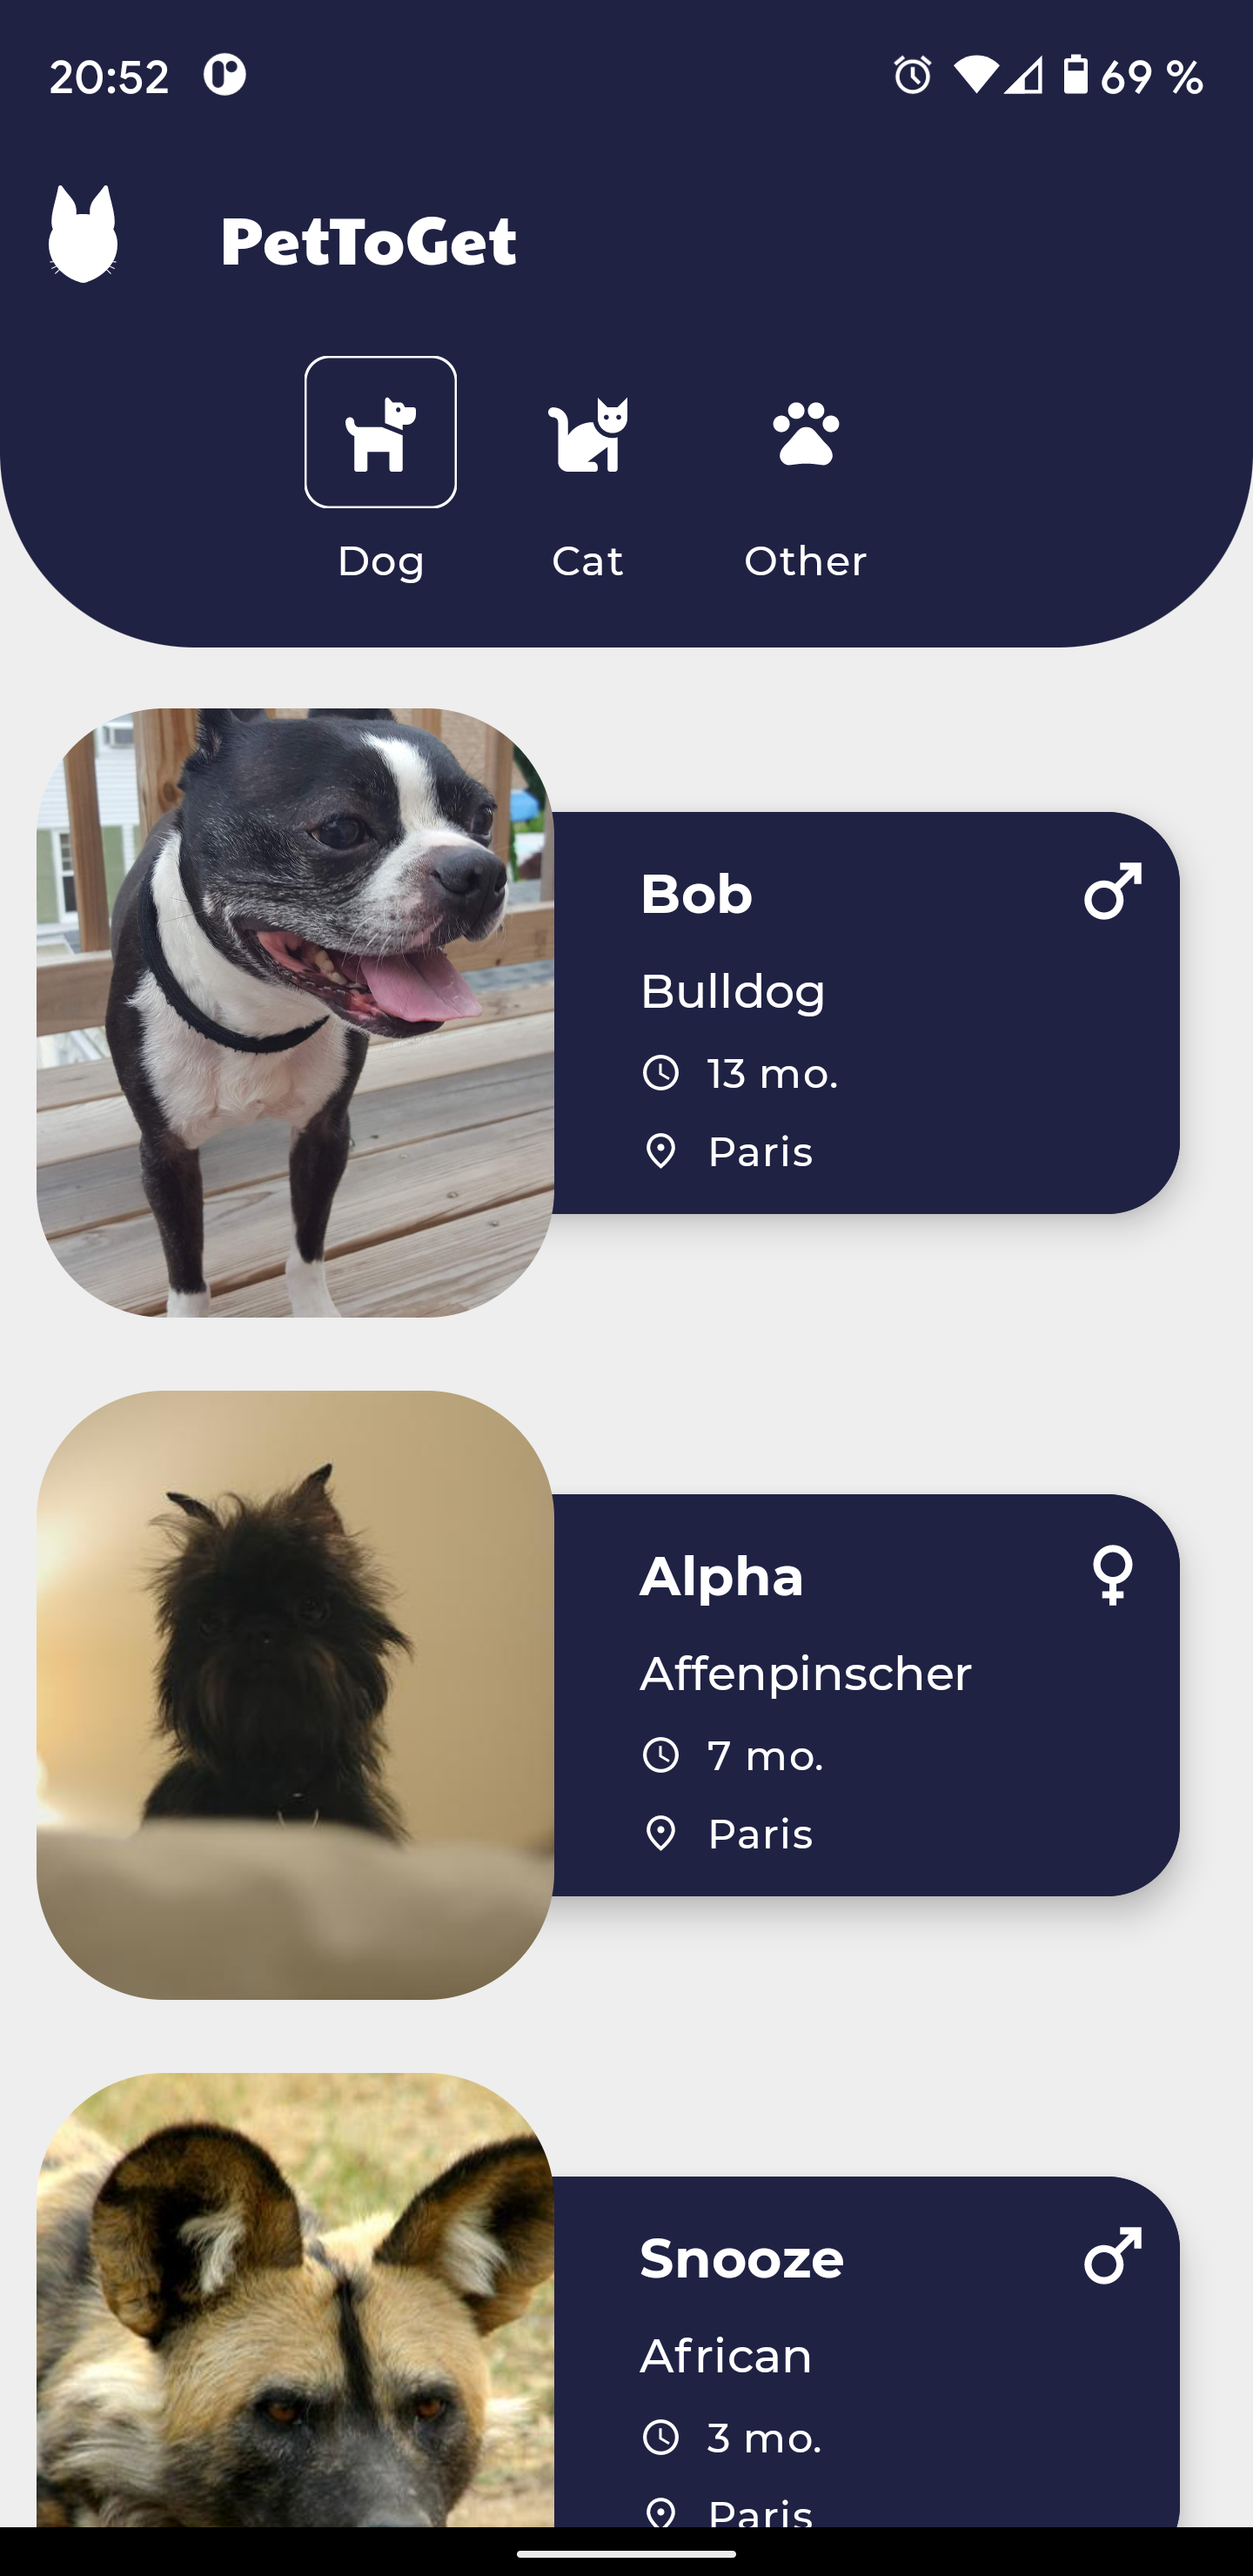 20:52 69 %
PetToGet
Dog Cat Other
Bob
Bulldog
13 mo.
Paris
Alpha
Affenpinscher
7 mo.
Paris
Snooze
African
3 mo.
Paris